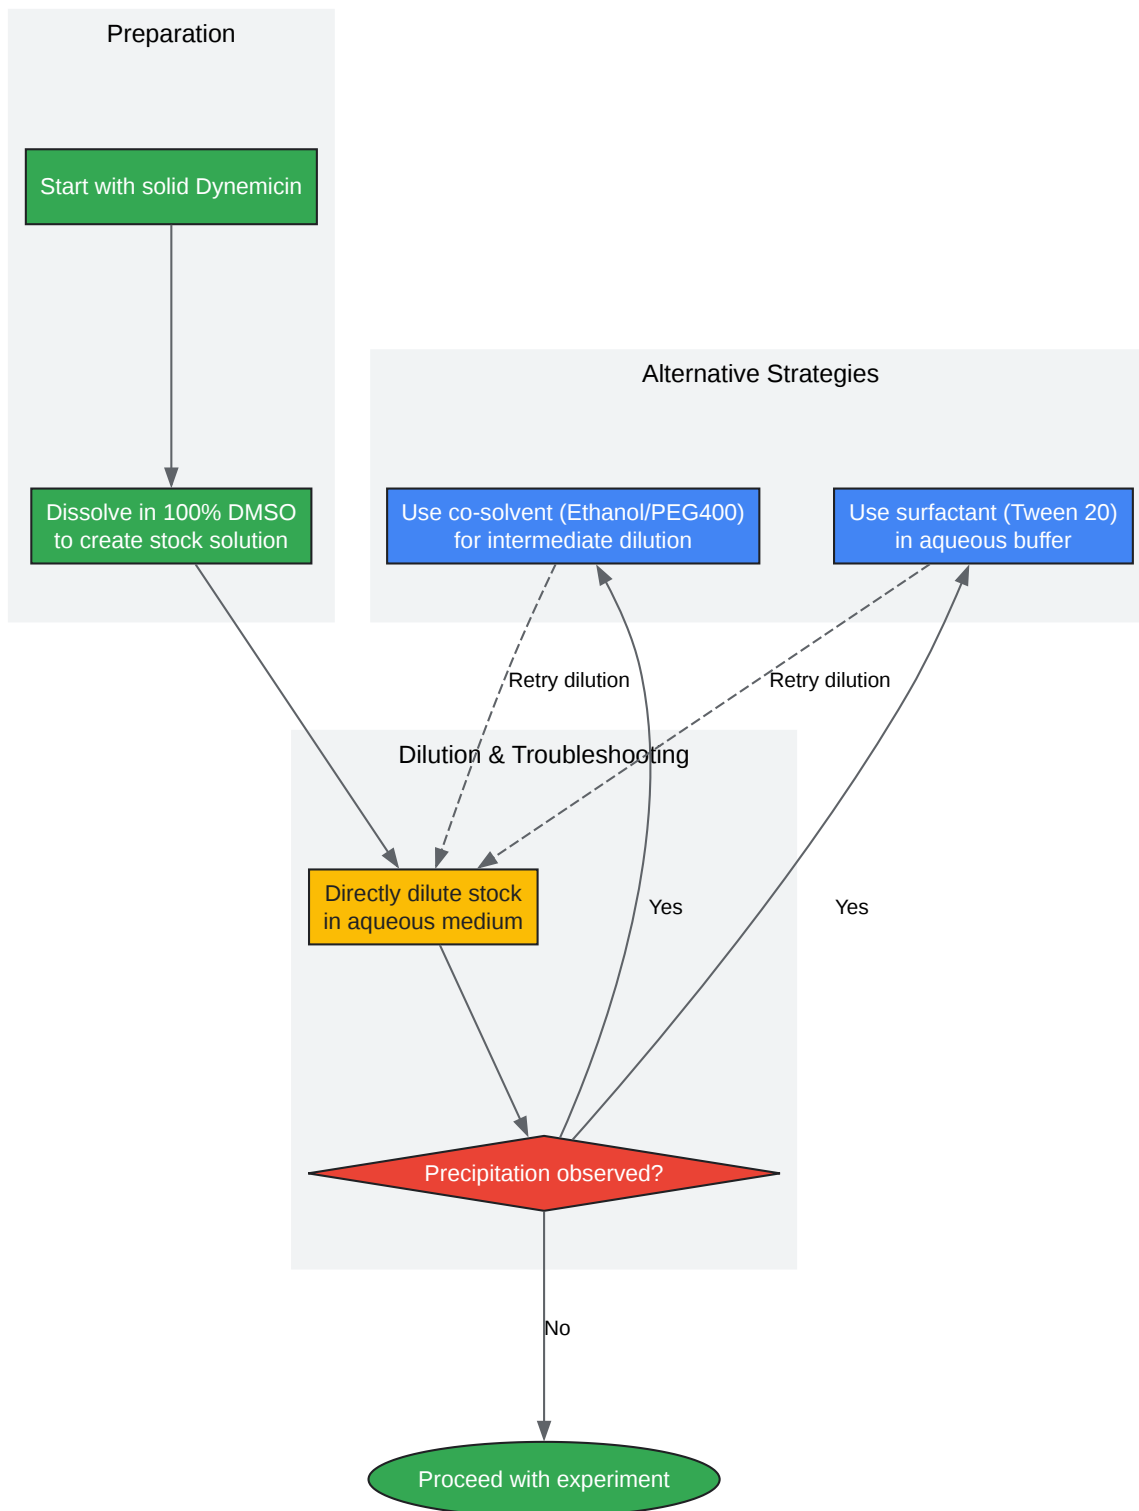 Preparation
Start with solid Dynemicin
Alternative Strategies
Dissolve in 100% DMSO
to create stock solution
Use co-solvent (Ethanol/PEG400)
for intermediate dilution
Use surfactant (Tween 20)
in aqueous buffer
Retry dilution
Retry dilution
Dilution & Troubleshooting
Directly dilute stock
in aqueous medium
Yes
Yes
Precipitation observed?
No
Proceed with experiment